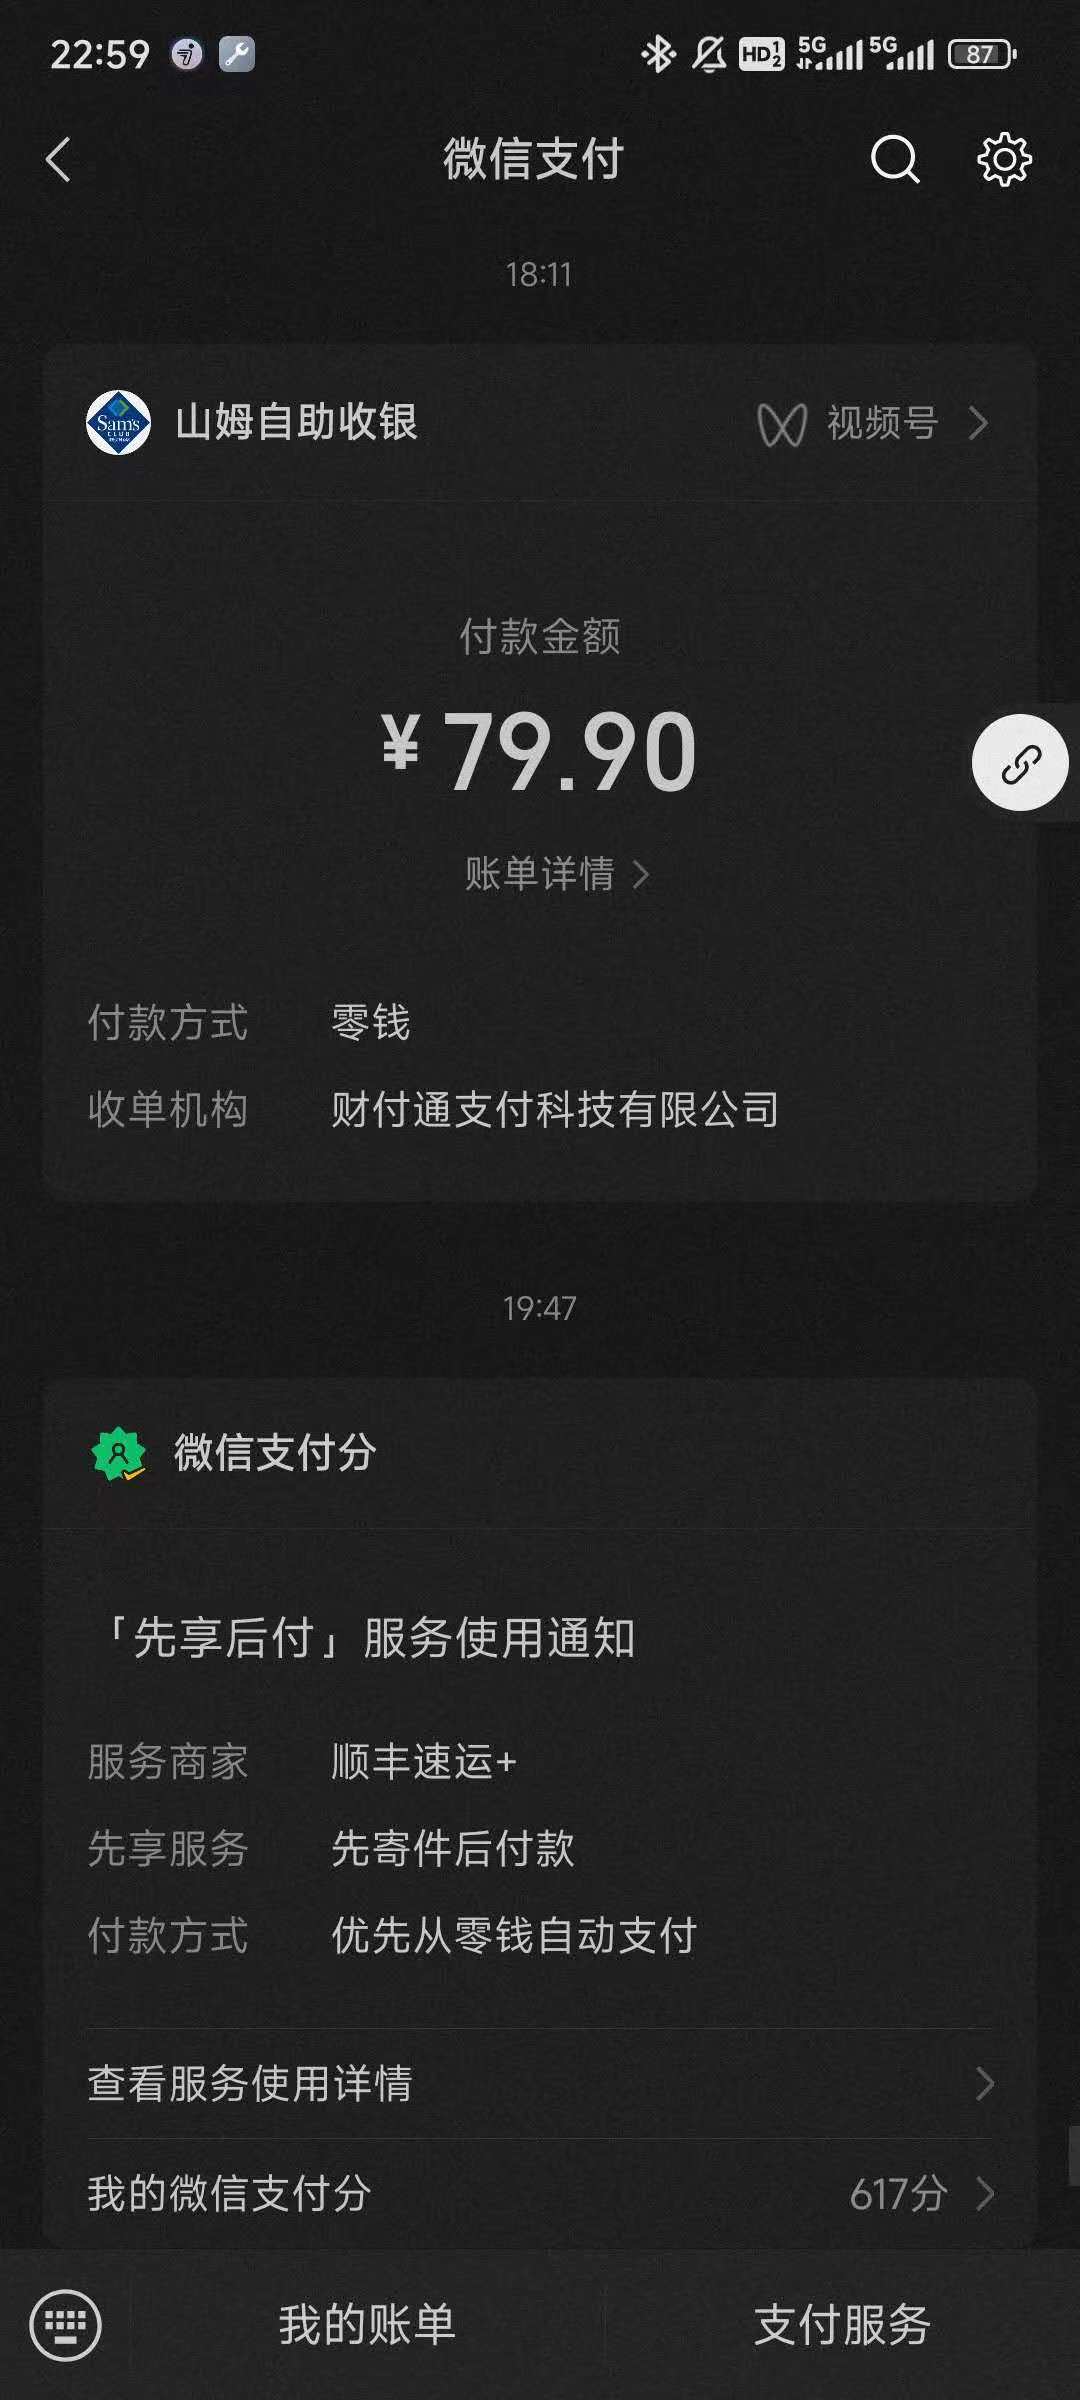 22:59
HD 1 2 5G 5G 87
微信支付
18:11
Sam's CLUB
山姆自助收银 视频号
付款金额
¥79.90
账单详情
付款方式 零钱
收单机构 财付通支付科技有限公司
19:47
微信支付分
「先享后付」服务使用通知
服务商家 顺丰速运+
先享服务 先寄件后付款
付款方式 优先从零钱自动支付
查看服务使用详情
我的微信支付分 617分
我的账单 支付服务